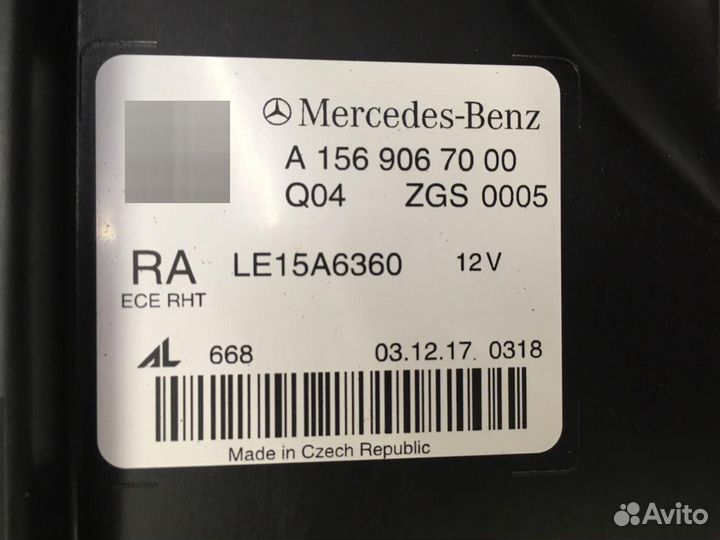 Mercedes-Benz
A 156 906 70 00
Q04 ZGS 0005
RA LE15A6360 12V
ECE RHT
AL 668 03.12.17 0318
Made in Czech Republic
Avito